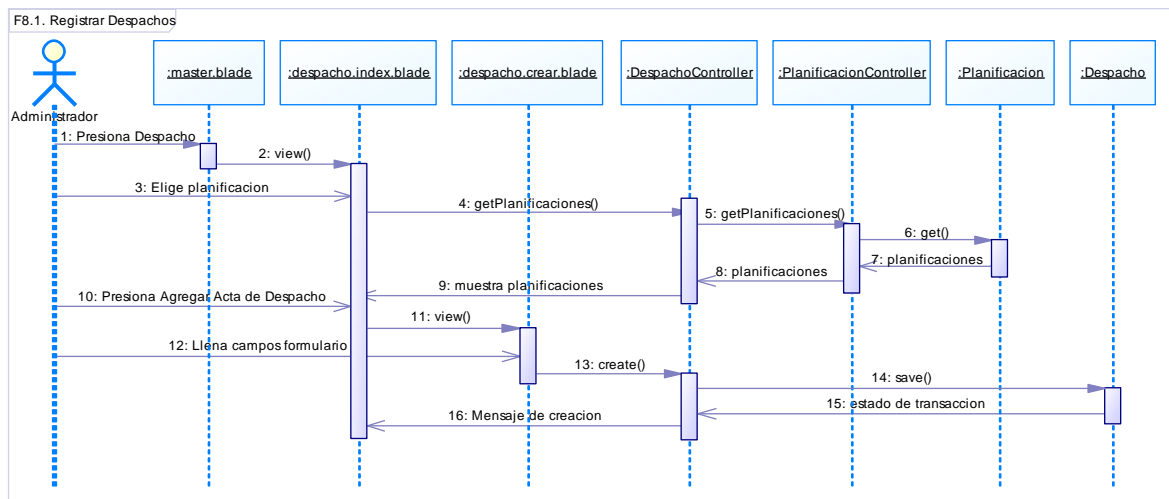 F8.1. Registrar Despachos
:master.blade
:despacho.index.blade
:despacho.crear.blade
:DespachoController
:PlanificacionController
:Planificacion
:Despacho
Administrador
1: Presiona Despacho
2: view()
3: Elige planificacion
4: getPlanificaciones()
5: getPlanificaciones()
6: get()
7: planificaciones
8: planificaciones
9: muestra planificaciones
10: Presiona Agregar Acta de Despacho
11: view()
12: Llena campos formulario
13: create()
14: save()
15: estado de transaccion
16: Mensaje de creacion